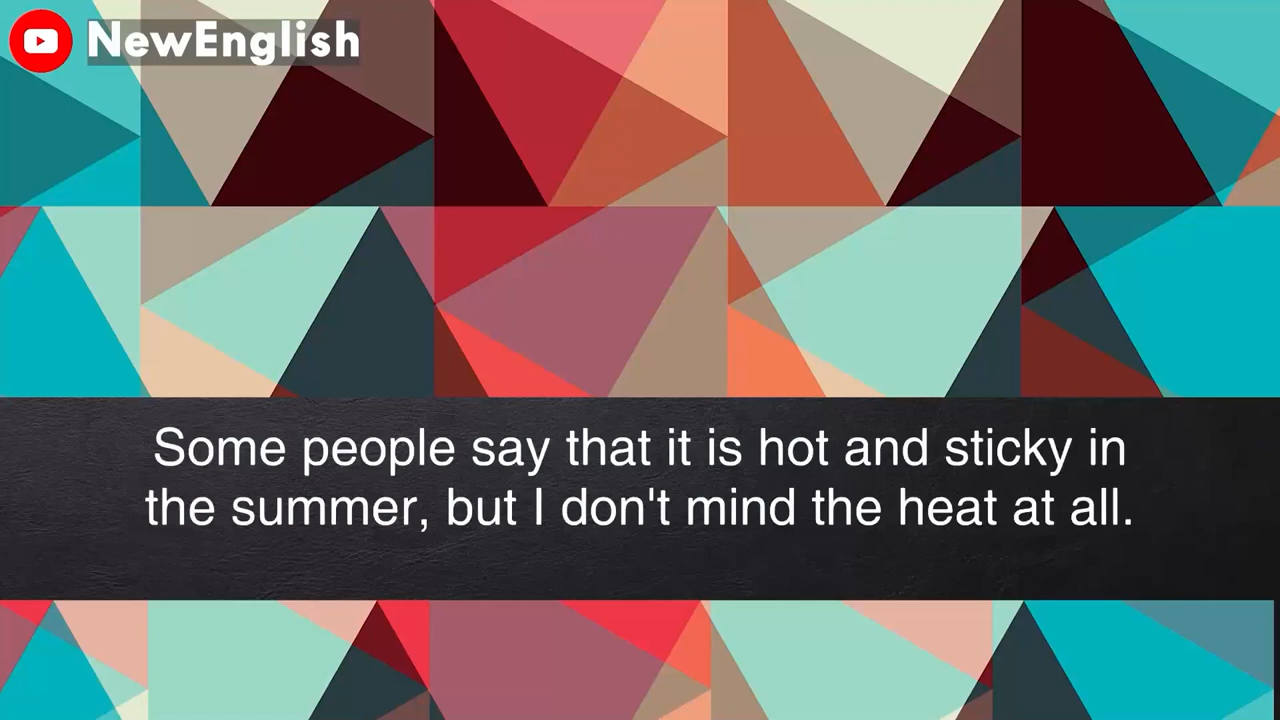 NewEnglish
Some people say that it is hot and sticky in
the summer, but I don't mind the heat at all.